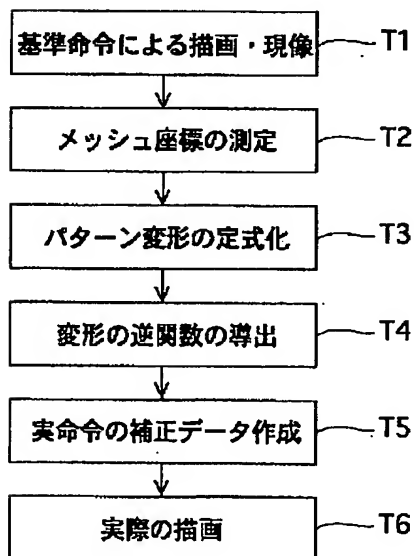 基準命令による描画・現像 T1
メッシュ座標の測定 T2
パターン変形の定式化 T3
変形の逆関数の導出 T4
実命令の補正データ作成 T5
実際の描画 T6